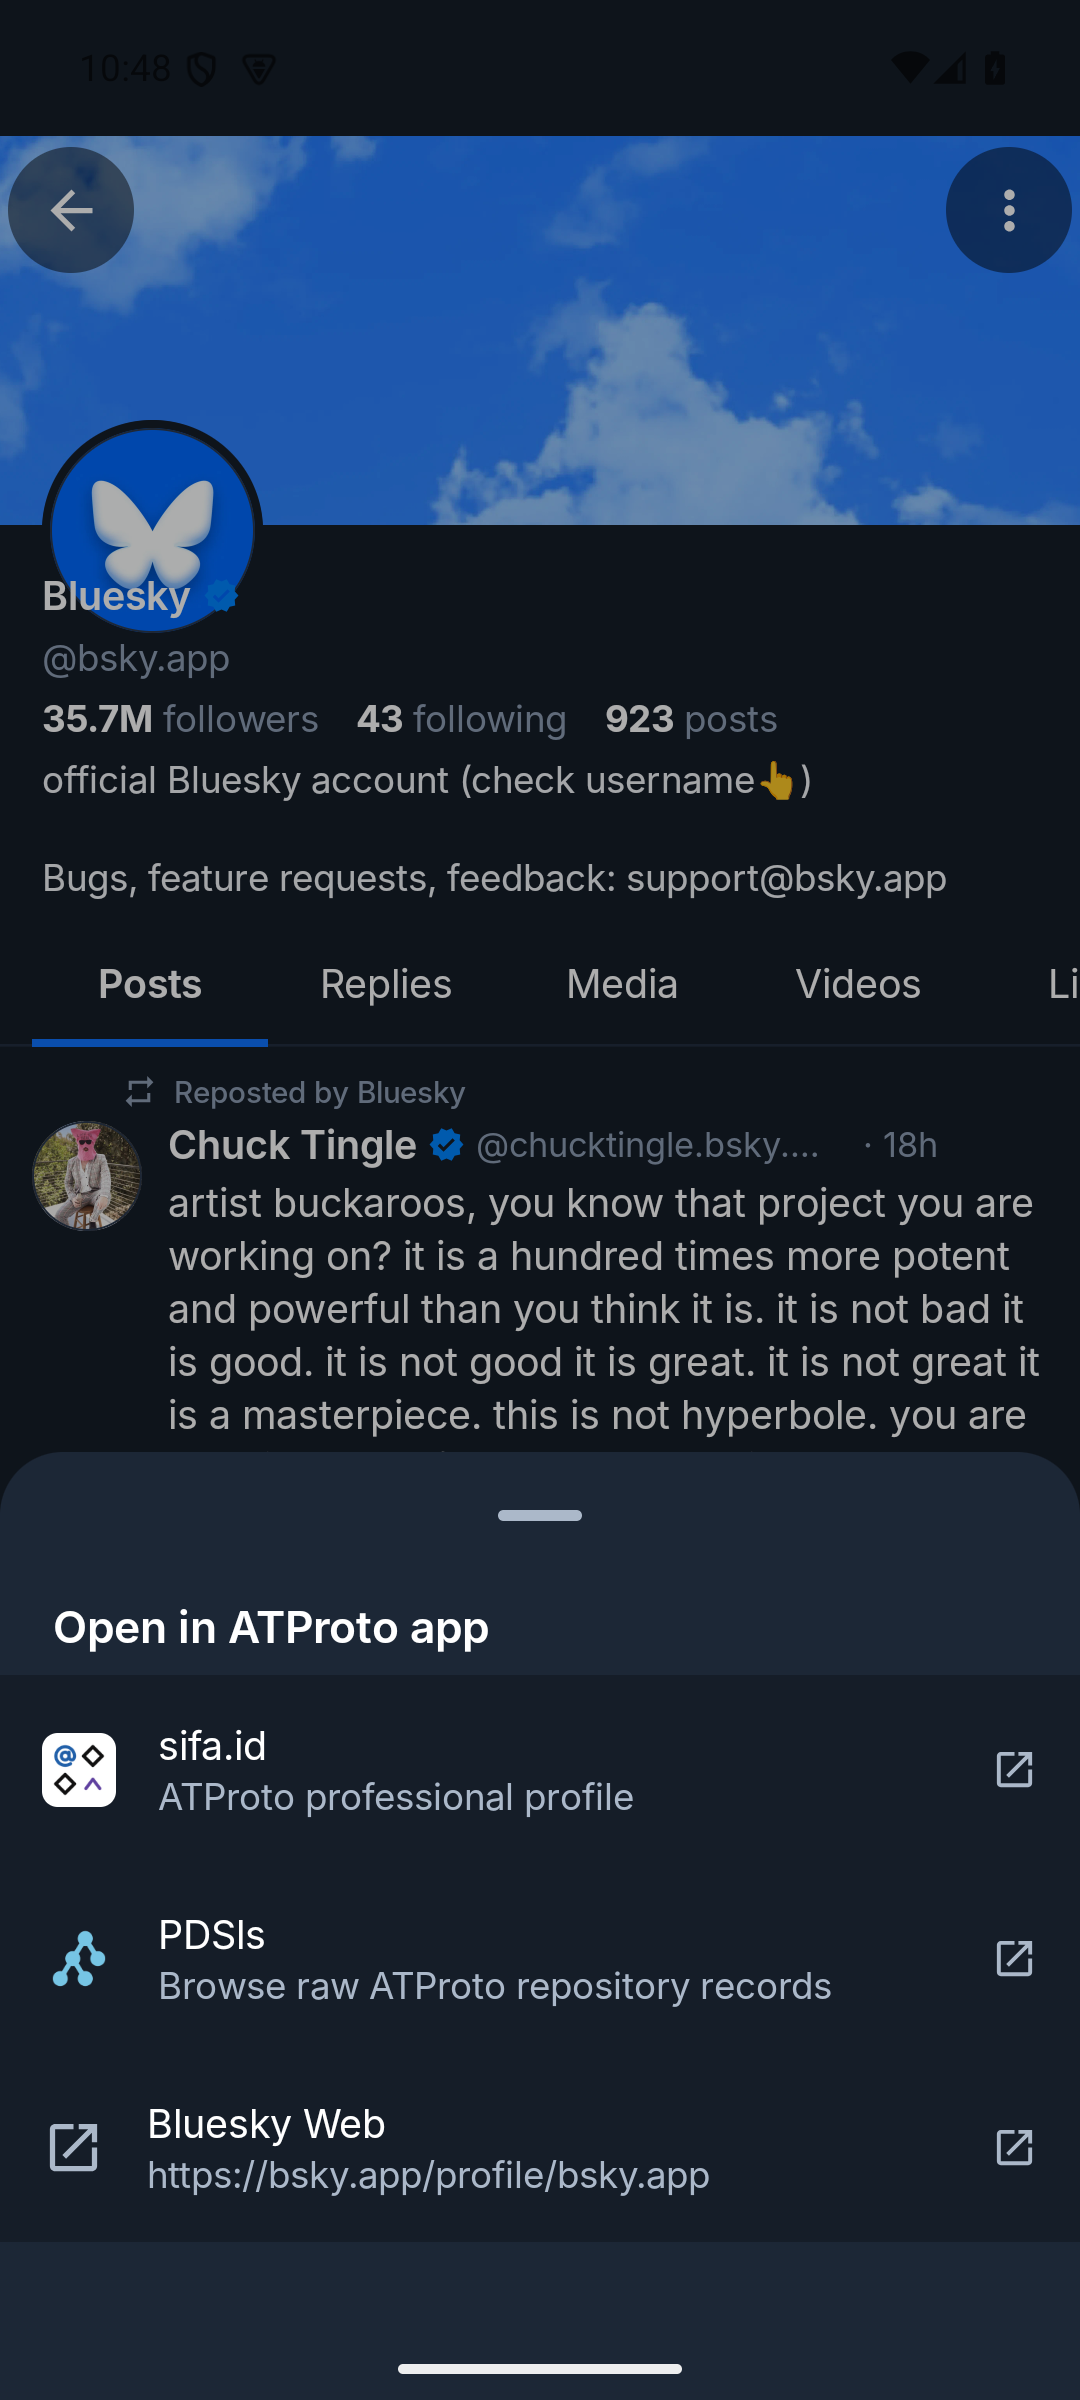 10:48
Bluesky
@bsky.app
35.7M followers 43 following 923 posts
official Bluesky account (check username👆)
Bugs, feature requests, feedback: support@bsky.app
Posts Replies Media Videos Li
Reposted by Bluesky
Chuck Tingle @chucktingle.bsky.... · 18h
artist buckaroos, you know that project you are
working on? it is a hundred times more potent
and powerful than you think it is. it is not bad it
is good. it is not good it is great. it is not great it
is a masterpiece. this is not hyperbole. you are
Open in ATProto app
sifa.id
ATProto professional profile
PDSls
Browse raw ATProto repository records
Bluesky Web
https://bsky.app/profile/bsky.app